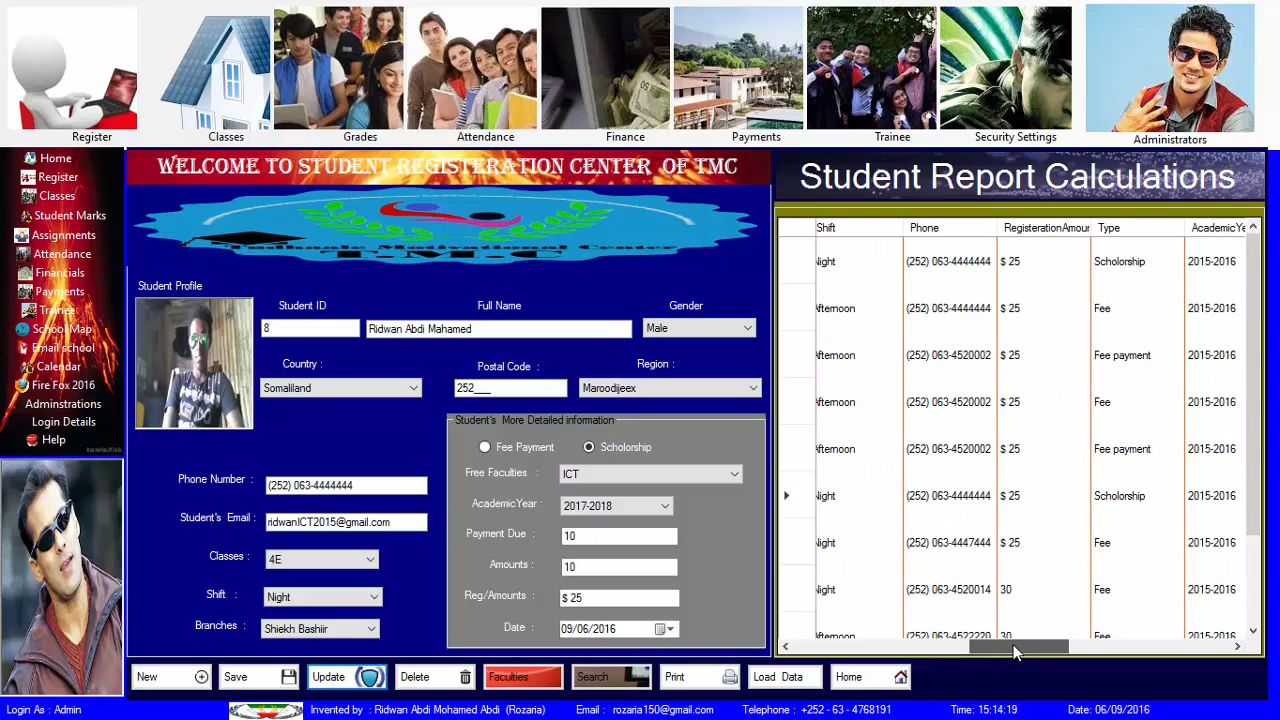 Register
Classes
Grades
Attendance
Finance
Payments
Trainee
Security Settings
Administrators
Home
Register
Classes
Student Marks
Assignments
Attendance
Financials
Payments
Trainee
School Map
Email school
Calendar
Fire Fox 2016
Adminstrations
Login Details
Help
WELCOME TO STUDENT REGISTERATION CENTER OF TMC
Motivational Center
T.M.C
Student Profile
Student ID
Full Name
Gender
8
Ridwan Abdi Mahamed
Male
Country :
Postal Code :
Region :
Somaliland
252___
Maroodijeex
Student's More Detailed information
Fee Payment
Scholorship
Free Faculties :
ICT
AcademicYear :
2017-2018
Payment Due :
10
Amounts :
10
Reg/Amounts :
$ 25
Date :
09/06/2016
Phone Number :
(252) 063-4444444
Student's Email :
ridwanICT2015@gmail.com
Classes :
4E
Shift :
Night
Branches :
Shiekh Bashiir
Student Report Calculations
Shift Phone RegisterationAmour Type AcademicYe
Night (252) 063-4444444 $ 25 Scholorship 2015-2016
Afternoon (252) 063-4444444 $ 25 Fee 2015-2016
Afternoon (252) 063-4520002 $ 25 Fee payment 2015-2016
Afternoon (252) 063-4520002 $ 25 Fee 2015-2016
Afternoon (252) 063-4520002 $ 25 Fee payment 2015-2016
Night (252) 063-4444444 $ 25 Scholorship 2015-2016
Night (252) 063-4447444 $ 25 Fee 2015-2016
Night (252) 063-4520014 30 Fee 2015-2016
Afternoon (252) 063-4522220 30 Fee 2015-2016
New
Save
Update
Delete
Faculties
Search
Print
Load Data
Home
Login As : Admin
Invented by : Ridwan Abdi Mohamed Abdi (Rozaria)
Email : rozaria150@gmail.com
Telephone : +252 - 63 - 4768191
Time: 15:14:19
Date: 06/09/2016